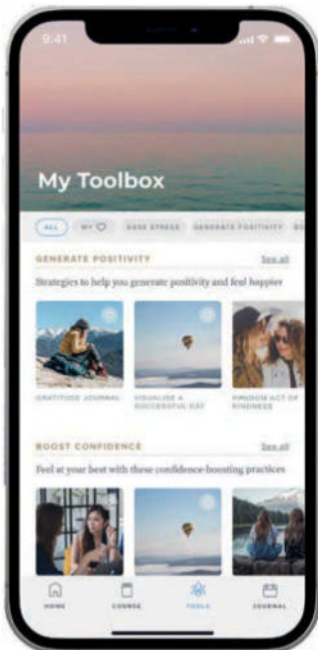 9:41
My Toolbox
ALL MY EASE STRESS GENERATE POSITIVITY
GENERATE POSITIVITY See all
Strategies to help you generate positivity and feel happier
GRATITUDE JOURNAL VISUALISE A SUCCESSFUL DAY RANDOM ACT OF KINDNESS
BOOST CONFIDENCE See all
Feel at your best with these confidence-boosting practices
HOME COURSE TOOLS JOURNAL